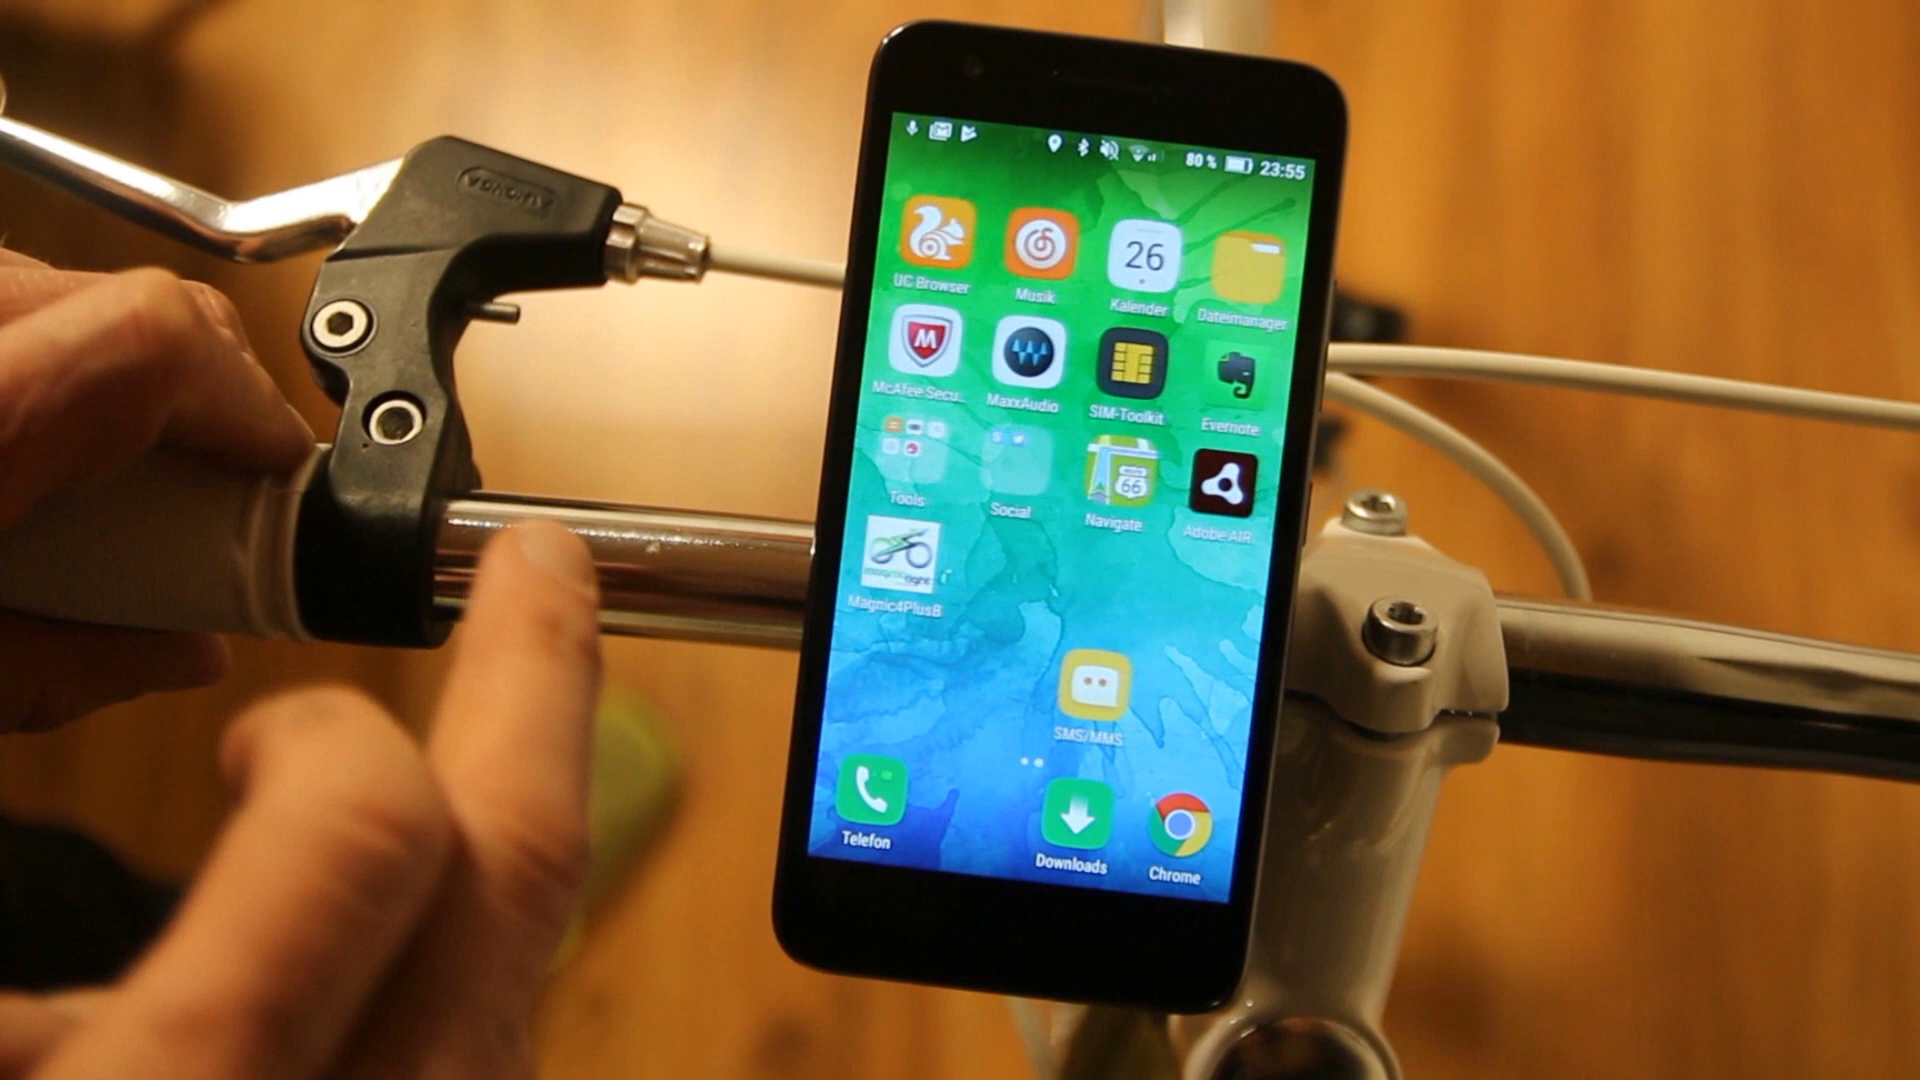 80 % 23:55
26
UC Browser
Musik
Kalender
Dateimanager
McAfee Secu..
MaxxAudio
SIM-Toolkit
Evernote
66
Tools
Social
Navigate
Adobe AIR
Magnic4PlusB
SMS/MMS
Telefon
Downloads
Chrome